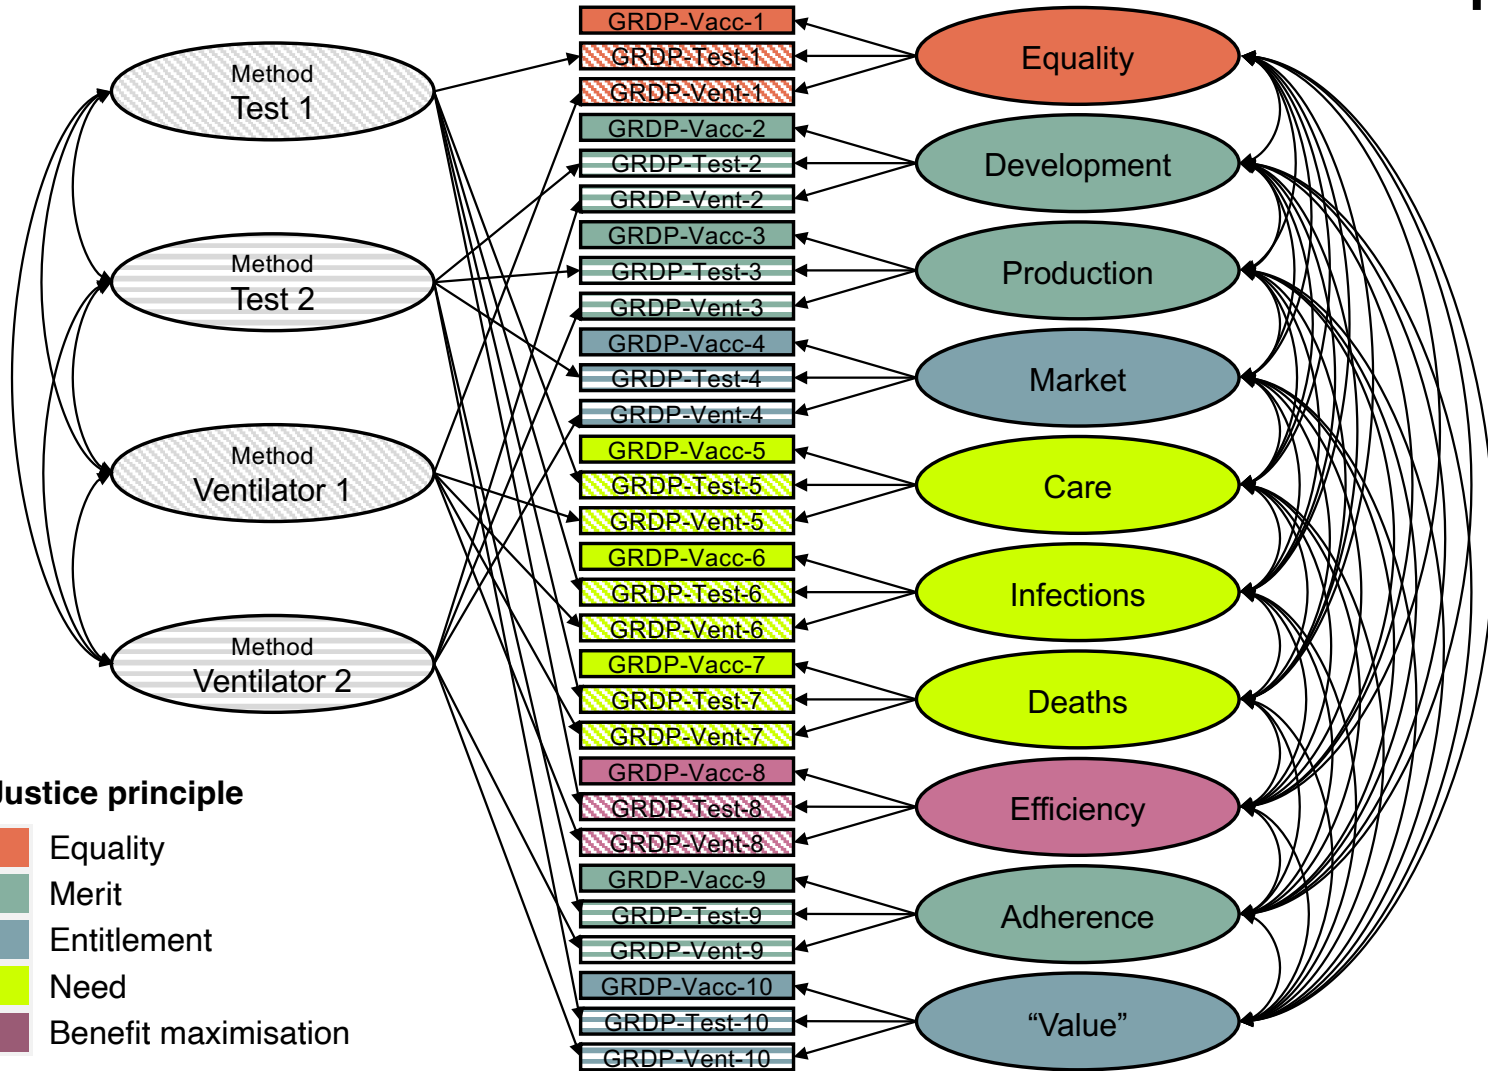 Method
Test 1
Method
Test 2
Method
Ventilator 1
Method
Ventilator 2
GRDP-Vacc-1
GRDP-Test-1
GRDP-Vent-1
GRDP-Vacc-2
GRDP-Test-2
GRDP-Vent-2
GRDP-Vacc-3
GRDP-Test-3
GRDP-Vent-3
GRDP-Vacc-4
GRDP-Test-4
GRDP-Vent-4
GRDP-Vacc-5
GRDP-Test-5
GRDP-Vent-5
GRDP-Vacc-6
GRDP-Test-6
GRDP-Vent-6
GRDP-Vacc-7
GRDP-Test-7
GRDP-Vent-7
GRDP-Vacc-8
GRDP-Test-8
GRDP-Vent-8
GRDP-Vacc-9
GRDP-Test-9
GRDP-Vent-9
GRDP-Vacc-10
GRDP-Test-10
GRDP-Vent-10
Equality
Development
Production
Market
Care
Infections
Deaths
Efficiency
Adherence
“Value”
Justice principle
Equality
Merit
Entitlement
Need
Benefit maximisation